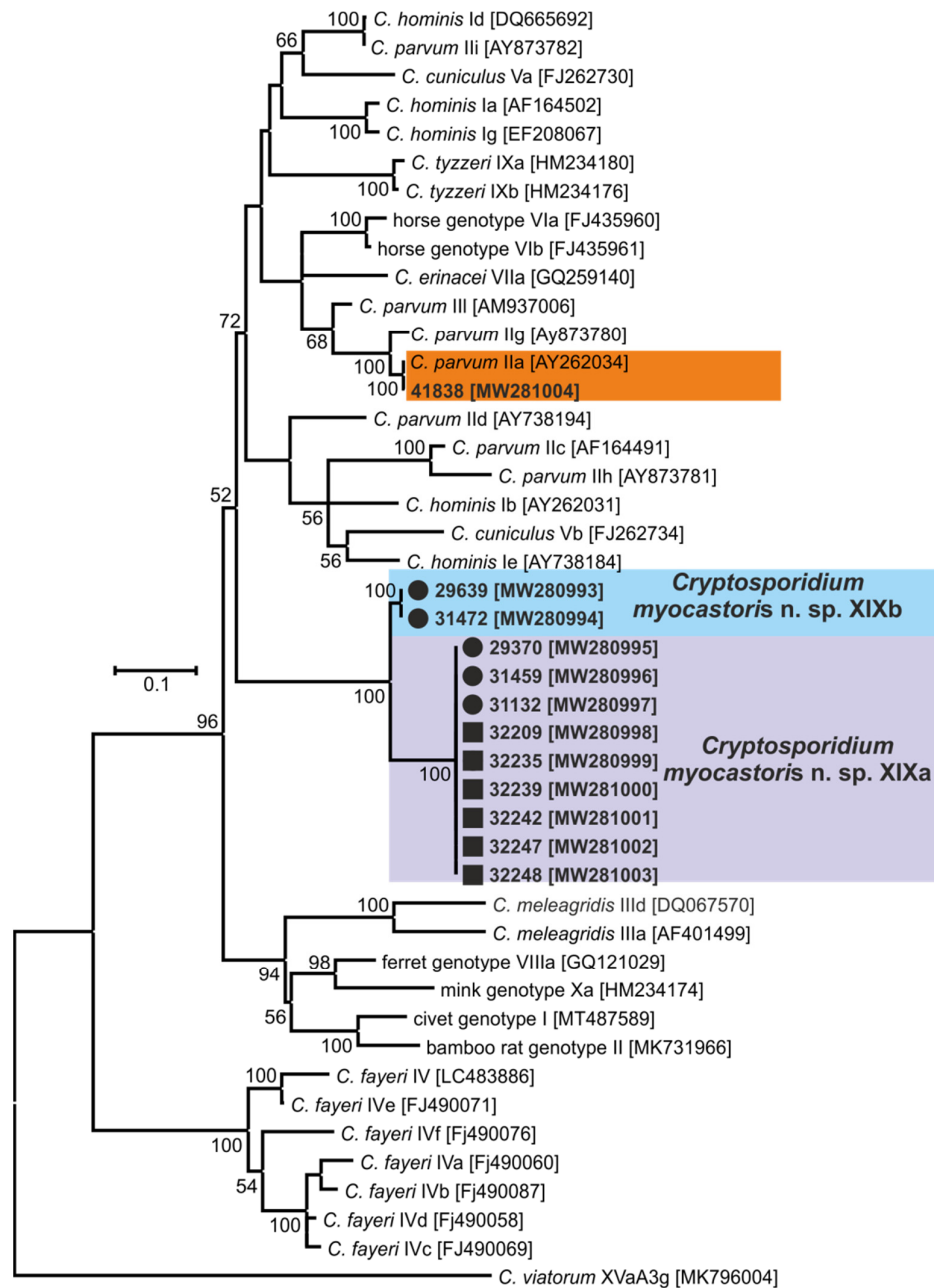 100
C. hominis Id [DQ665692]
66
C. parvum IIi [AY873782]
C. cuniculus Va [FJ262730]
C. hominis Ia [AF164502]
100
C. hominis Ig [EF208067]
C. tyzzeri IXa [HM234180]
100
C. tyzzeri IXb [HM234176]
100
horse genotype VIa [FJ435960]
horse genotype VIb [FJ435961]
C. erinacei VIIa [GQ259140]
C. parvum III [AM937006]
72
68
C. parvum IIg [Ay873780]
100
C. parvum IIa [AY262034]
100
41838 [MW281004]
C. parvum IId [AY738194]
100
C. parvum IIc [AF164491]
C. parvum IIh [AY873781]
52
C. hominis Ib [AY262031]
56
C. cuniculus Vb [FJ262734]
56
C. hominis Ie [AY738184]
100
29639 [MW280993]
31472 [MW280994]
Cryptosporidium
myocastoris n. sp. XIXb
29370 [MW280995]
31459 [MW280996]
0.1
100
31132 [MW280997]
96
32209 [MW280998]
32235 [MW280999]
100
32239 [MW281000]
32242 [MW281001]
32247 [MW281002]
32248 [MW281003]
Cryptosporidium
myocastoris n. sp. XIXa
100
C. meleagridis IIId [DQ067570]
C. meleagridis IIIa [AF401499]
94
98
ferret genotype VIIIa [GQ121029]
mink genotype Xa [HM234174]
56
civet genotype I [MT487589]
100
bamboo rat genotype II [MK731966]
100
C. fayeri IV [LC483886]
C. fayeri IVe [FJ490071]
100
C. fayeri IVf [Fj490076]
C. fayeri IVa [Fj490060]
54
C. fayeri IVb [Fj490087]
100
C. fayeri IVd [Fj490058]
C. fayeri IVc [FJ490069]
C. viatorum XVaA3g [MK796004]